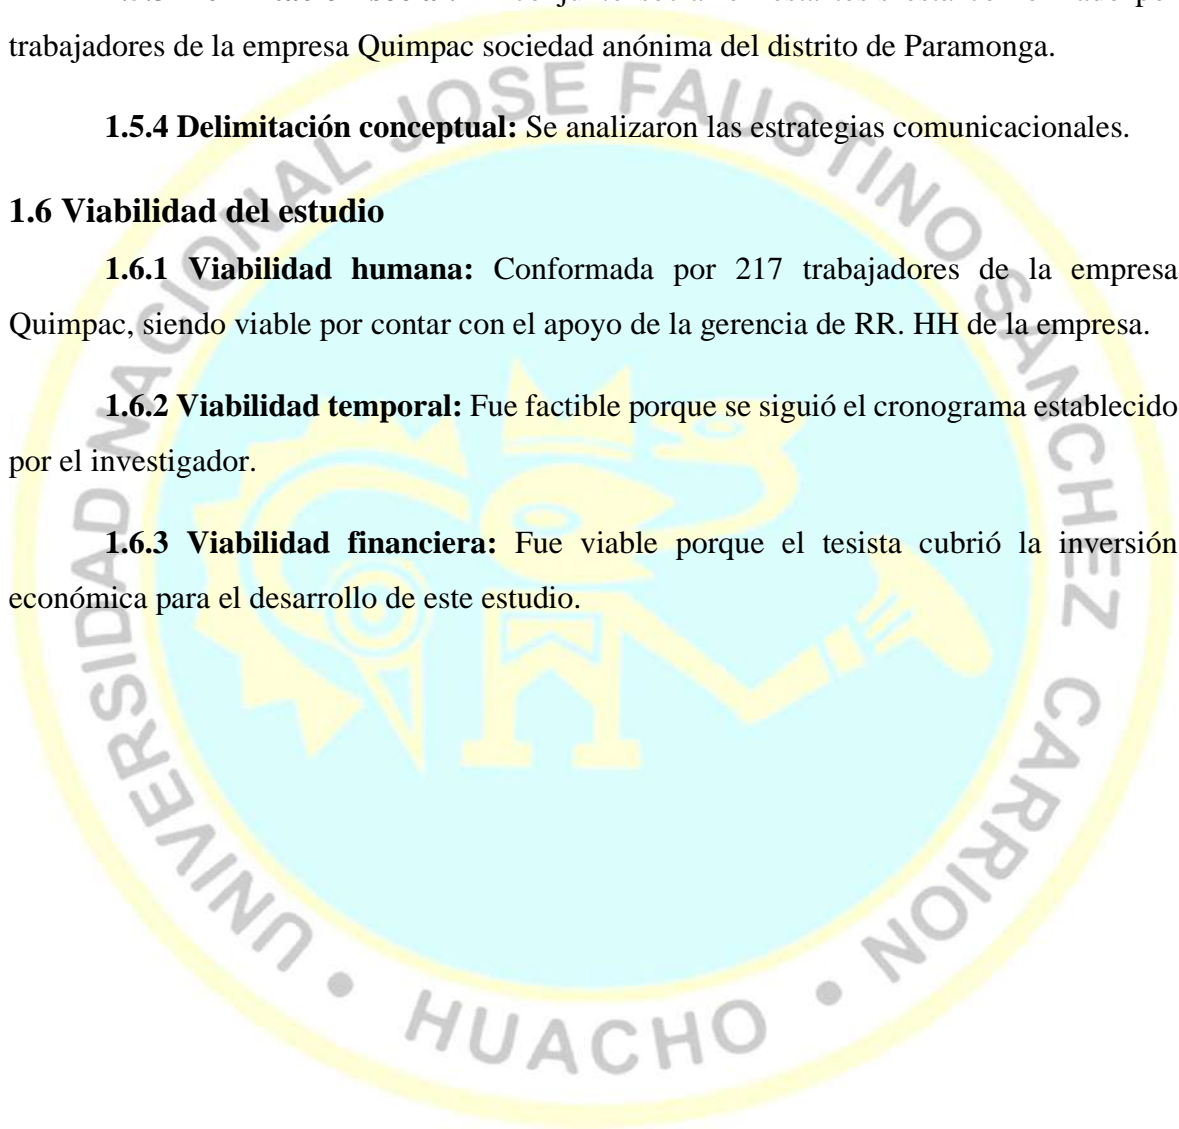 trabajadores de la empresa Quimpac sociedad anónima del distrito de Paramonga.
1.5.4 Delimitación conceptual: Se analizaron las estrategias comunicacionales.
1.6 Viabilidad del estudio
1.6.1 Viabilidad humana: Conformada por 217 trabajadores de la empresa
Quimpac, siendo viable por contar con el apoyo de la gerencia de RR. HH de la empresa.
1.6.2 Viabilidad temporal: Fue factible porque se siguió el cronograma establecido
por el investigador.
1.6.3 Viabilidad financiera: Fue viable porque el tesista cubrió la inversión
económica para el desarrollo de este estudio.
UNIVERSIDAD NACIONAL JOSE FAUSTINO SANCHEZ CARRION
• HUACHO •